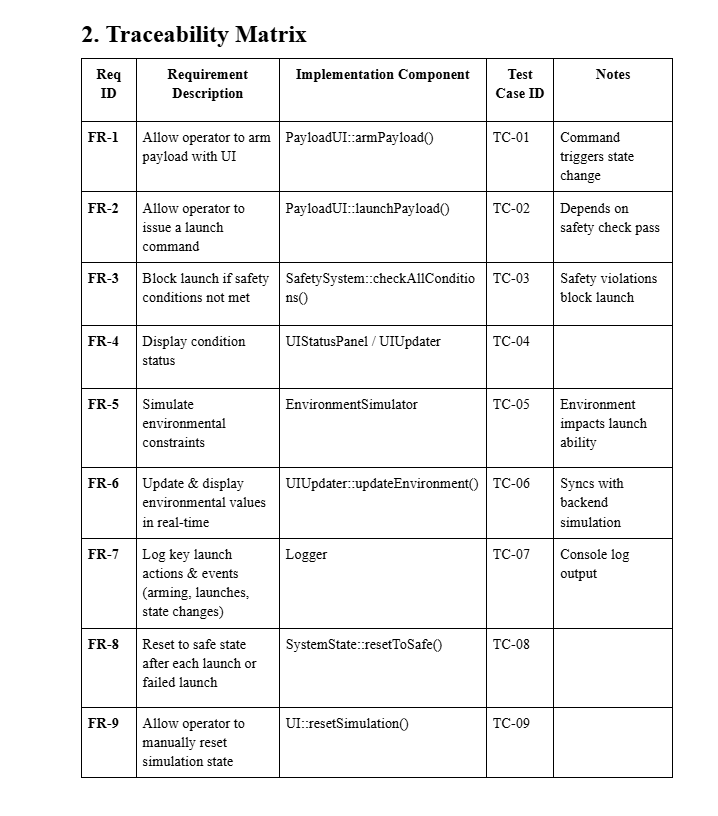 2. Traceability Matrix
Req ID | Requirement Description | Implementation Component | Test Case ID | Notes
FR-1 | Allow operator to arm payload with UI | PayloadUI::armPayload() | TC-01 | Command triggers state change
FR-2 | Allow operator to issue a launch command | PayloadUI::launchPayload() | TC-02 | Depends on safety check pass
FR-3 | Block launch if safety conditions not met | SafetySystem::checkAllConditions() | TC-03 | Safety violations block launch
FR-4 | Display condition status | UIStatusPanel / UIUpdater | TC-04 |
FR-5 | Simulate environmental constraints | EnvironmentSimulator | TC-05 | Environment impacts launch ability
FR-6 | Update & display environmental values in real-time | UIUpdater::updateEnvironment() | TC-06 | Syncs with backend simulation
FR-7 | Log key launch actions & events (arming, launches, state changes) | Logger | TC-07 | Console log output
FR-8 | Reset to safe state after each launch or failed launch | SystemState::resetToSafe() | TC-08 |
FR-9 | Allow operator to manually reset simulation state | UI::resetSimulation() | TC-09 |